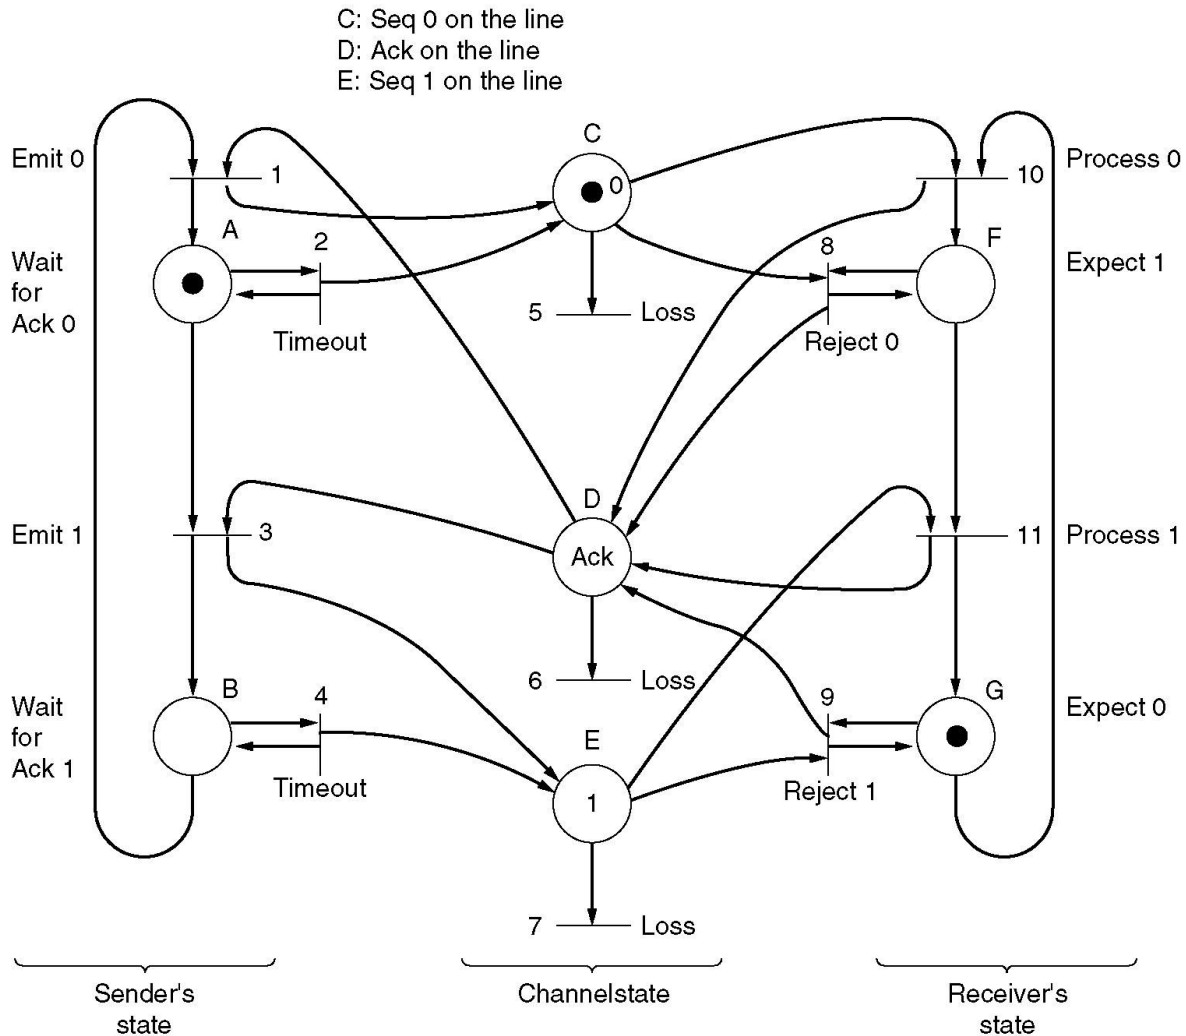 C: Seq 0 on the line
D: Ack on the line
E: Seq 1 on the line
C
Emit 0
1
0
10
Process 0
A
2
8
F
Wait
for
Ack 0
Expect 1
5
Loss
Timeout
Reject 0
D
Emit 1
3
Ack
11
Process 1
6
Loss
B
4
9
G
Wait
for
Ack 1
Expect 0
E
Timeout
1
Reject 1
7
Loss
Sender's
state
Channelstate
Receiver's
state